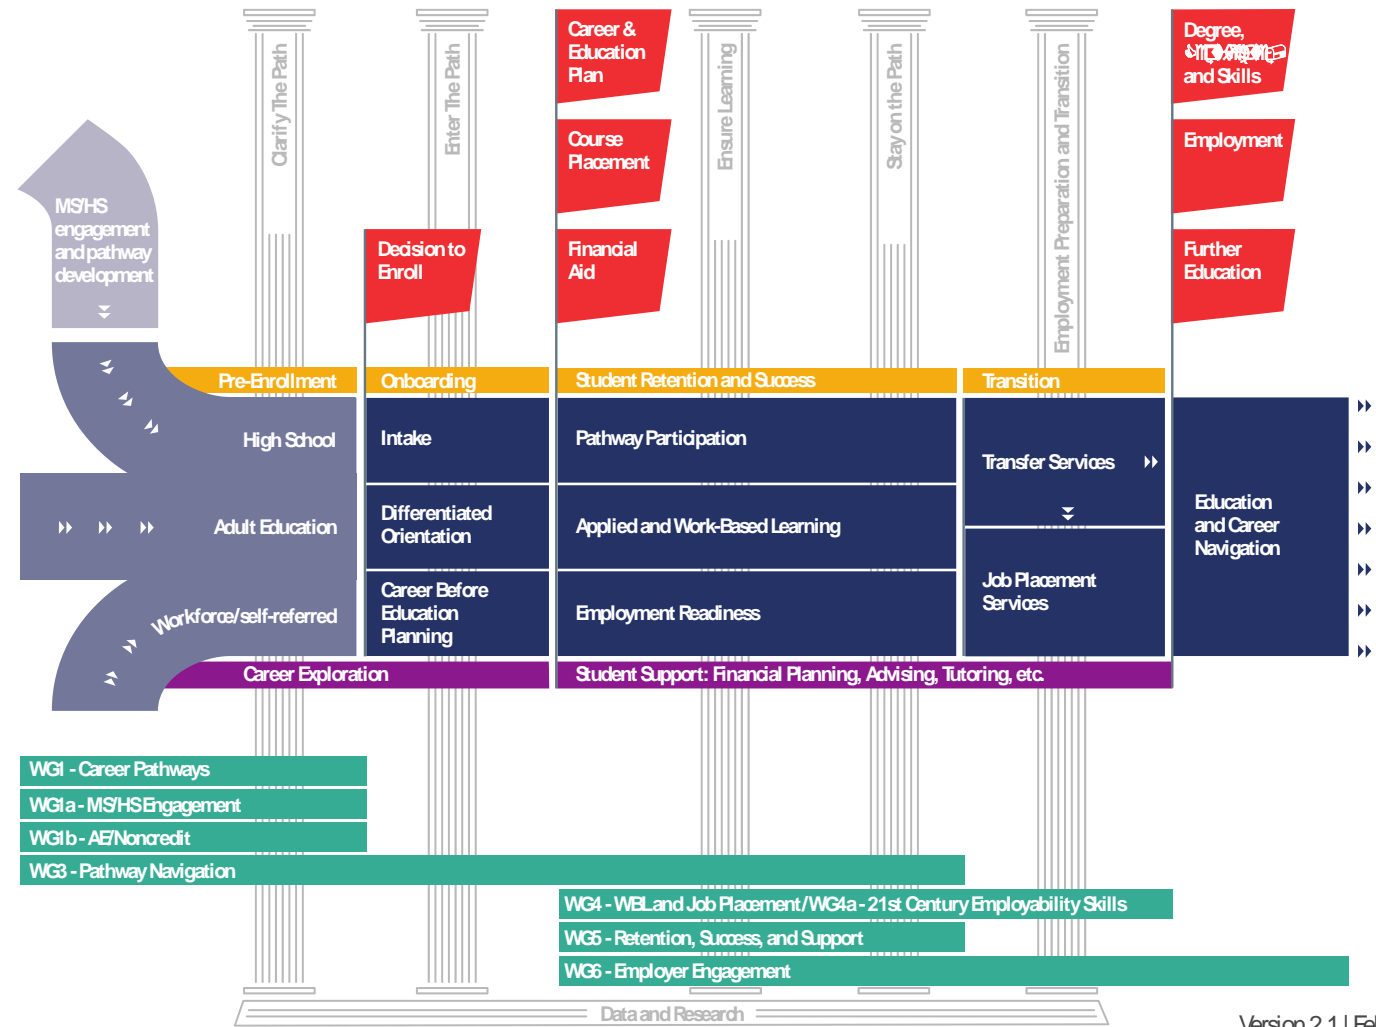 Clarify The Path
Enter The Path
Ensure Learning
Stay on the Path
Employment Preparation and Transition
Career &
Education
Plan
Course
Placement
Financial
Aid
Decision to
Enroll
Degree,
and Skills
Employment
Further
Education
MS/HS
engagement
and pathway
development
Pre-Enrollment
Onboarding
Student Retention and Success
Transition
High School
Adult Education
Workforce/self-referred
Intake
Differentiated
Orientation
Career Before
Education
Planning
Pathway Participation
Applied and Work-Based Learning
Employment Readiness
Transfer Services
Job Placement
Services
Education
and Career
Navigation
Career Exploration
Student Support: Financial Planning, Advising, Tutoring, etc.
WG1 - Career Pathways
WG1a - MS/HS Engagement
WG1b - AE/Noncredit
WG3 - Pathway Navigation
WG4 - WBL and Job Placement/WG4a - 21st Century Employability Skills
WG5 - Retention, Success, and Support
WG6 - Employer Engagement
Data and Research
Version 2.1 |